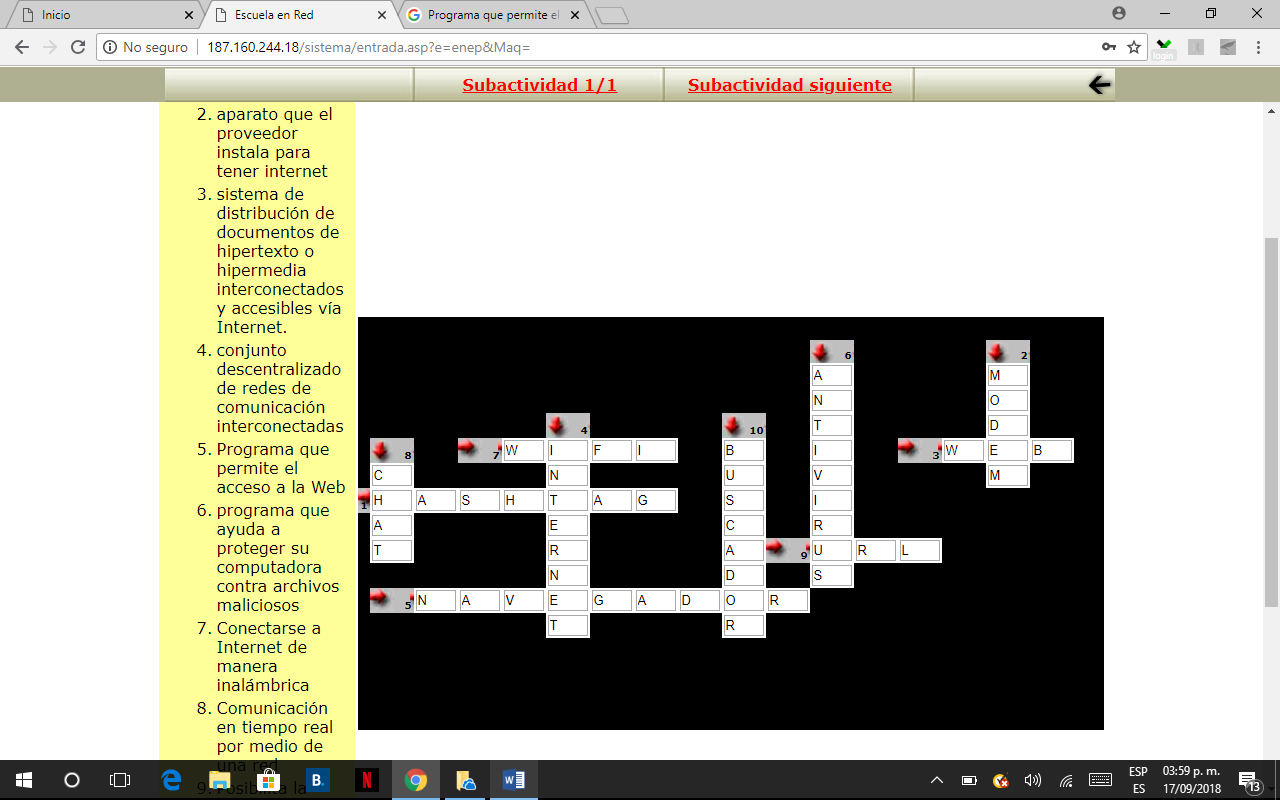 Inicio
Escuela en Red
Programa que permite el
No seguro
187.160.244.18/sistema/entrada.asp?e=enep&Maq=
login
Subactividad 1/1
Subactividad siguiente
2. aparato que el
proveedor
instala para
tener internet
3. sistema de
distribución de
documentos de
hipertexto o
hipermedia
interconectados
y accesibles vía
Internet.
4. conjunto
descentralizado
de redes de
comunicación
interconectadas
5. Programa que
permite el
acceso a la Web
6. programa que
ayuda a
proteger su
computadora
contra archivos
maliciosos
7. Conectarse a
Internet de
manera
inalámbrica
8. Comunicación
en tiempo real
por medio de
una red
9. Posibilita la
6 2
A M
N O
4 10 T D
8 7 W I F I B I 3 W E B
C N U V M
1 H A S H T A G S I
A E C R
T R A 9 U R L
N D S
5 N A V E G A D O R
T R
B.
N
W
ESP
ES
03:59 p. m.
17/09/2018
13